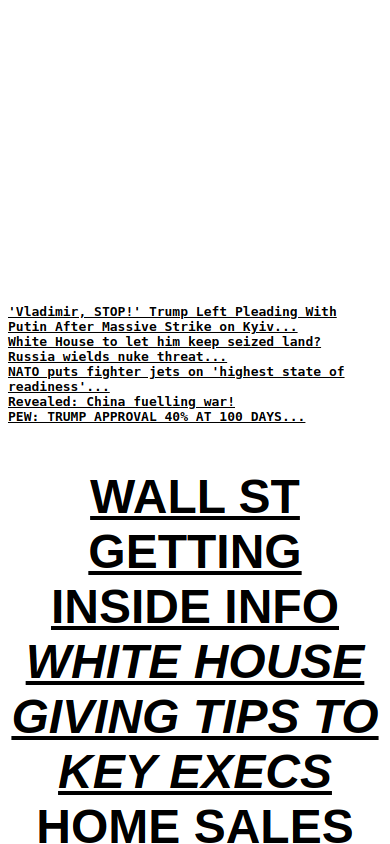 'Vladimir, STOP!' Trump Left Pleading With
Putin After Massive Strike on Kyiv...
White House to let him keep seized land?
Russia wields nuke threat...
NATO puts fighter jets on 'highest state of
readiness'...
Revealed: China fuelling war!
PEW: TRUMP APPROVAL 40% AT 100 DAYS...
WALL ST
GETTING
INSIDE INFO
WHITE HOUSE
GIVING TIPS TO
KEY EXECS
HOME SALES